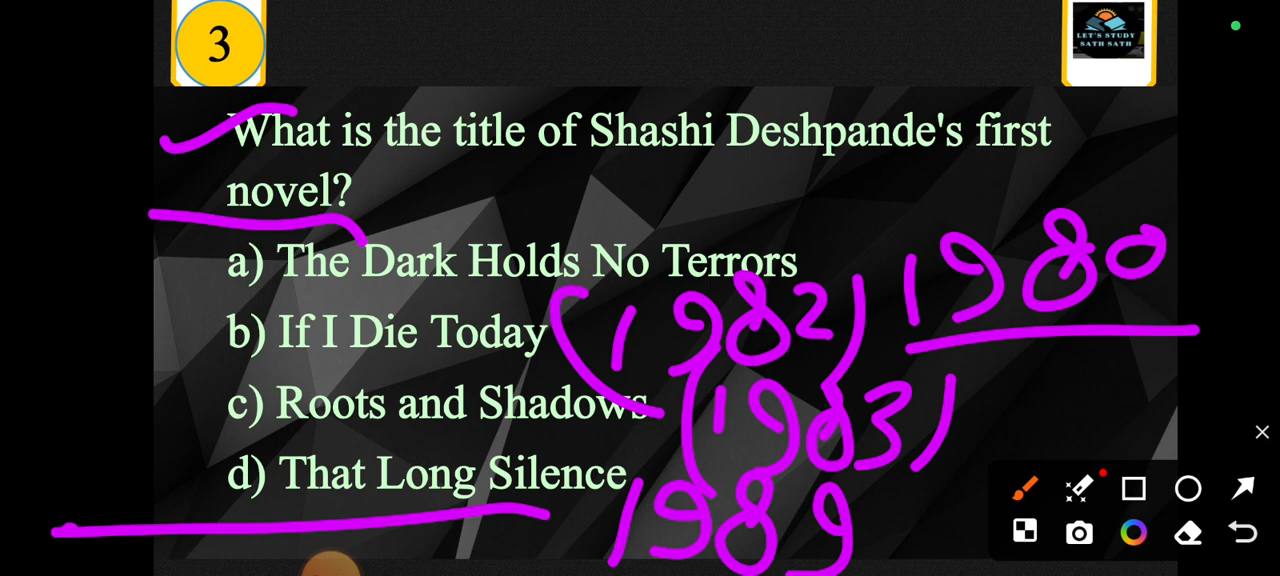 3
LET'S STUDY
SATH SATH
What is the title of Shashi Deshpande's first
novel?
a) The Dark Holds No Terrors 1980
b) If I Die Today (1982)
c) Roots and Shadows (1983)
d) That Long Silence 1989